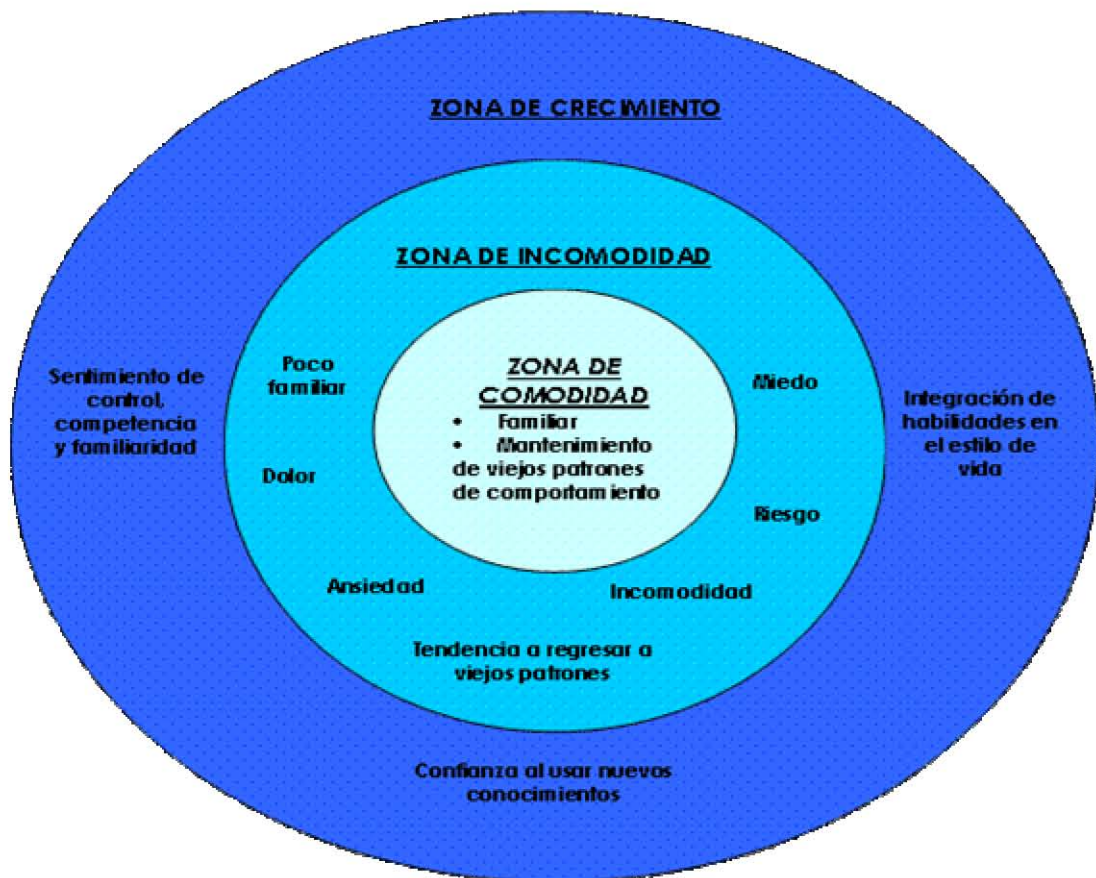 ZONA DE CRECIMIENTO
ZONA DE INCOMODIDAD
ZONA DE
COMODIDAD
• Familiar
• Mantenimiento
de viejos patrones
de comportamiento
Poco
familiar
Miedo
Sentimiento de
control,
competencia
y familiaridad
Integración de
habilidades en
el estilo de
vida
Dolor
Riesgo
Ansiedad
Incomodidad
Tendencia a regresar a
viejos patrones
Confianza al usar nuevos
conocimientos